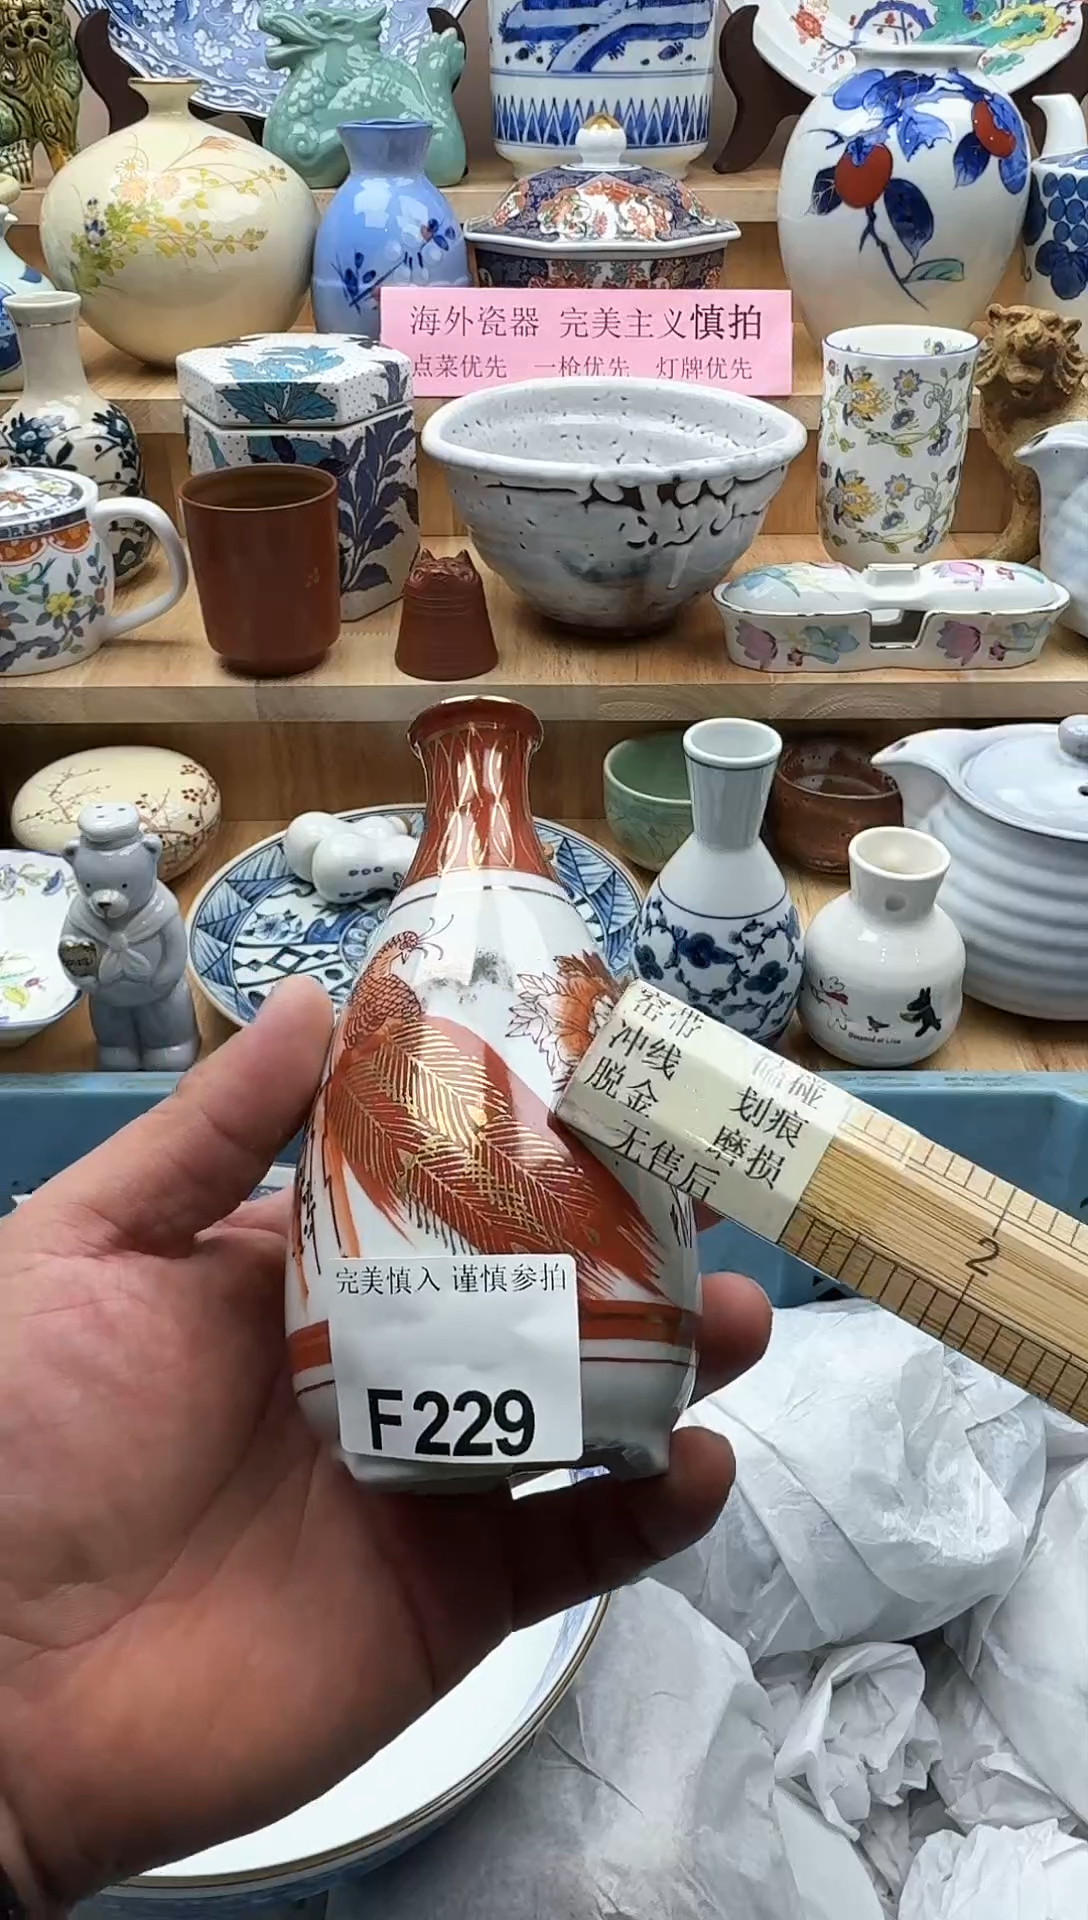 海外瓷器 完美主义慎拍
点菜优先 一枪优先 灯牌优先
窑带 磕碰
冲线 划痕
脱金 磨损
无售后
2
完美慎入 谨慎参拍
F229